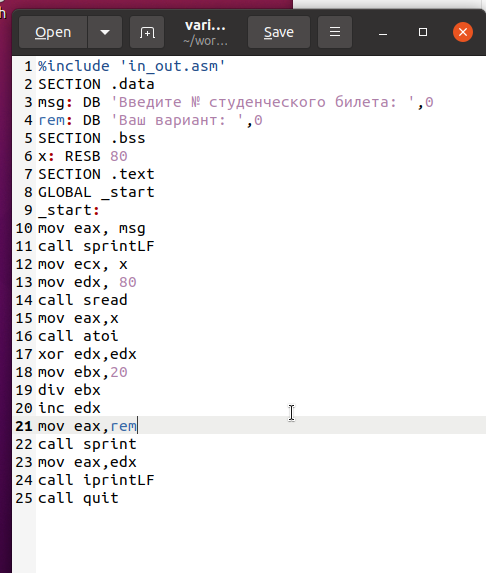 h
Open
vari...
~/wor...
Save
1 %include 'in_out.asm'
2 SECTION .data
3 msg: DB 'Введите № студенческого билета: ',0
4 rem: DB 'Ваш вариант: ',0
5 SECTION .bss
6 x: RESB 80
7 SECTION .text
8 GLOBAL _start
9 _start:
10 mov eax, msg
11 call sprintLF
12 mov ecx, x
13 mov edx, 80
14 call sread
15 mov eax,x
16 call atoi
17 xor edx,edx
18 mov ebx,20
19 div ebx
20 inc edx
21 mov eax,rem
22 call sprint
23 mov eax,edx
24 call iprintLF
25 call quit